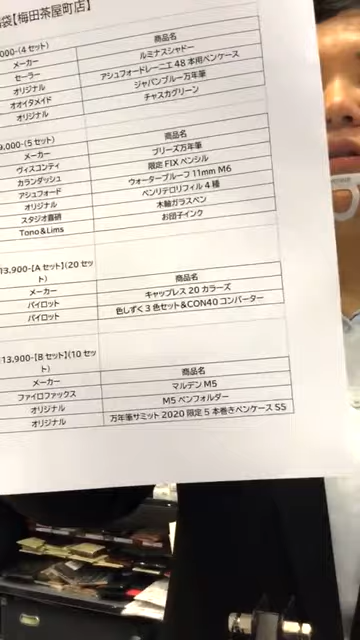 袋【梅田茶屋町店】
000-(4セット)
メーカー 商品名
セーラー ルミナスシャドー
オリジナル アシュフォードレーニエ48本用ペンケース
オオイタメイド ジャパンブルー万年筆
オリジナル チャスカグリーン
9.000-(5セット)
メーカー 商品名
ヴィスコンティ ブリーズ万年筆
カランダッシュ 限定FIXペンシル
アシュフォード ウォータープルーフ 11mm M6
オリジナル ペンリテロリフィル4種
スタジオ嘉硝 木軸ガラスペン
Tono&Lims お団子インク
13.900-【Aセット】(20セッ
ト)
メーカー 商品名
パイロット キャップレス20カラーズ
パイロット 色しずく3色セット&CON40コンバーター
13.900-【Bセット】(10セッ
ト)
メーカー 商品名
ファイロファックス マルデンM5
オリジナル M5ペンフォルダー
オリジナル 万年筆サミット2020限定5本巻きペンケースS5